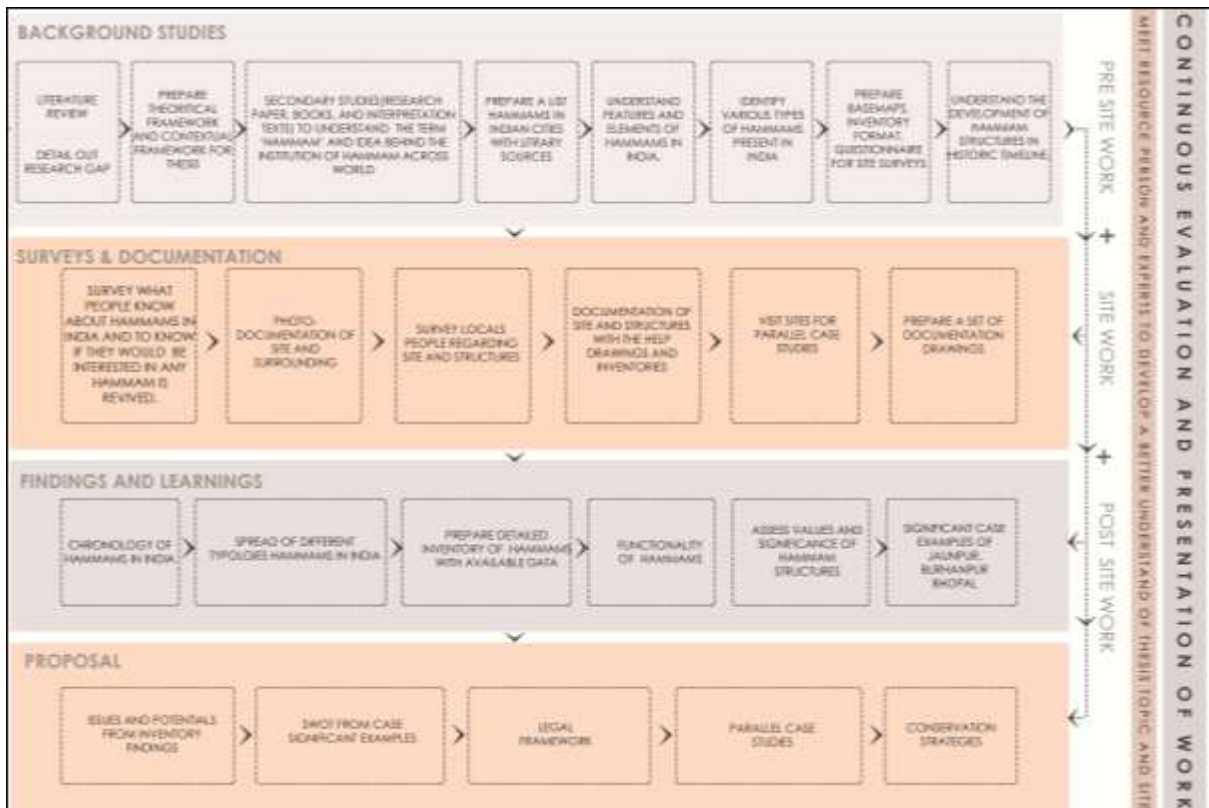 BACKGROUND STUDIES
LITERATURE
REVIEW
DETAIL OUT
RESEARCH GAP
PREPARE
THEORITICAL
FRAMEWORK
AND CONTEXTUAL
FRAMEWORK FOR
THESIS
SECONDARY STUDIES(RESEARCH
PAPER, BOOKS, AND INTERPRETATION
TEXTS) TO UNDERSTAND THE TERM
'HAMMAM' AND IDEA BEHIND THE
INSTITUTION OF HAMMAM ACROSS
WORLD
PREPARE A LIST
HAMMAMS IN
INDIAN CITIES
WITH LITRARY
SOURCES
UNDERSTAND
FEATURES AND
ELEMENTS OF
HAMMAMS IN
INDIA.
IDENTIFY
VARIOUS TYPES
OF HAMMAMS
PRESENT IN
INDIA
PREPARE
BASEMAPS,
INVENTORY
FORMAT,
QUESTIONNAIRE
FOR SITE SURVEYS.
UNDERSTAND THE
DEVELOPMENT OF
HAMMAM
STRUCTURES IN
HISTORIC TIMELINE
PRE SITE WORK
SURVEYS & DOCUMENTATION
SURVEY WHAT
PEOPLE KNOW
ABOUT HAMMAMS IN
INDIA AND TO KNOW
IF THEY WOULD BE
INTERESTED IN ANY
HAMMAM IS
REVIVED.
PHOTO-
DOCUMENTATION OF
SITE AND
SURROUNDING
SURVEY LOCALS
PEOPLE REGARDING
SITE AND STRUCTURES
DOCUMENTATION OF
SITE AND STRUCTURES
WITH THE HELP
DRAWINGS AND
INVENTORIES
VISIT SITES FOR
PARALLEL CASE
STUDIES
PREPARE A SET OF
DOCUMENTATION
DRAWINGS
+
SITE WORK
FINDINGS AND LEARNINGS
CHRONOLOGY OF
HAMMAMS IN INDIA
SPREAD OF DIFFERENT
TYPOLGIES HAMMAMS IN INDIA
PREPARE DETAILED
INVENTORY OF HAMMAMS
WITH AVAILABLE DATA
FUNCTIONALITY
OF HAMMAMS
ASSESS VALUES AND
SIGNIFICANCE OF
HAMMAM
STRUCTURES
SIGNIFICANT CASE
EXAMPLES OF
JAUNPUR,
BURHANPUR
BHOPAL
+
POST SITE WORK
PROPOSAL
ISSUES AND POTENTIALS
FROM INVENTORY
FINDINGS
SWOT FROM CASE
SIGNIFICANT EXAMPLES
LEGAL
FRAMEWORK
PARALLEL CASE
STUDIES
CONSERVATION
STRATEGIES
MEET RESOURCE PERSON AND EXPERTS TO DEVELOP A BETTER UNDERSTAND OF THESIS TOPIC AND SITE
CONTINUOUS EVALUATION AND PRESENTATION OF WORK